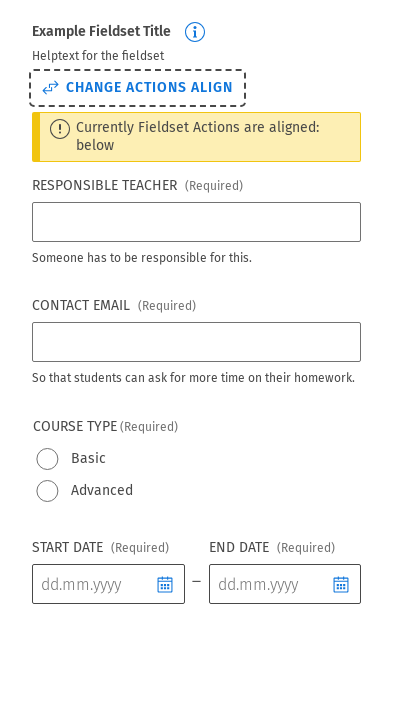 Example Fieldset Title
Helptext for the fieldset
CHANGE ACTIONS ALIGN
Currently Fieldset Actions are aligned:
below
RESPONSIBLE TEACHER (Required)
Someone has to be responsible for this.
CONTACT EMAIL (Required)
So that students can ask for more time on their homework.
COURSE TYPE (Required)
Basic
Advanced
START DATE (Required) END DATE (Required)
dd.mm.yyyy – dd.mm.yyyy